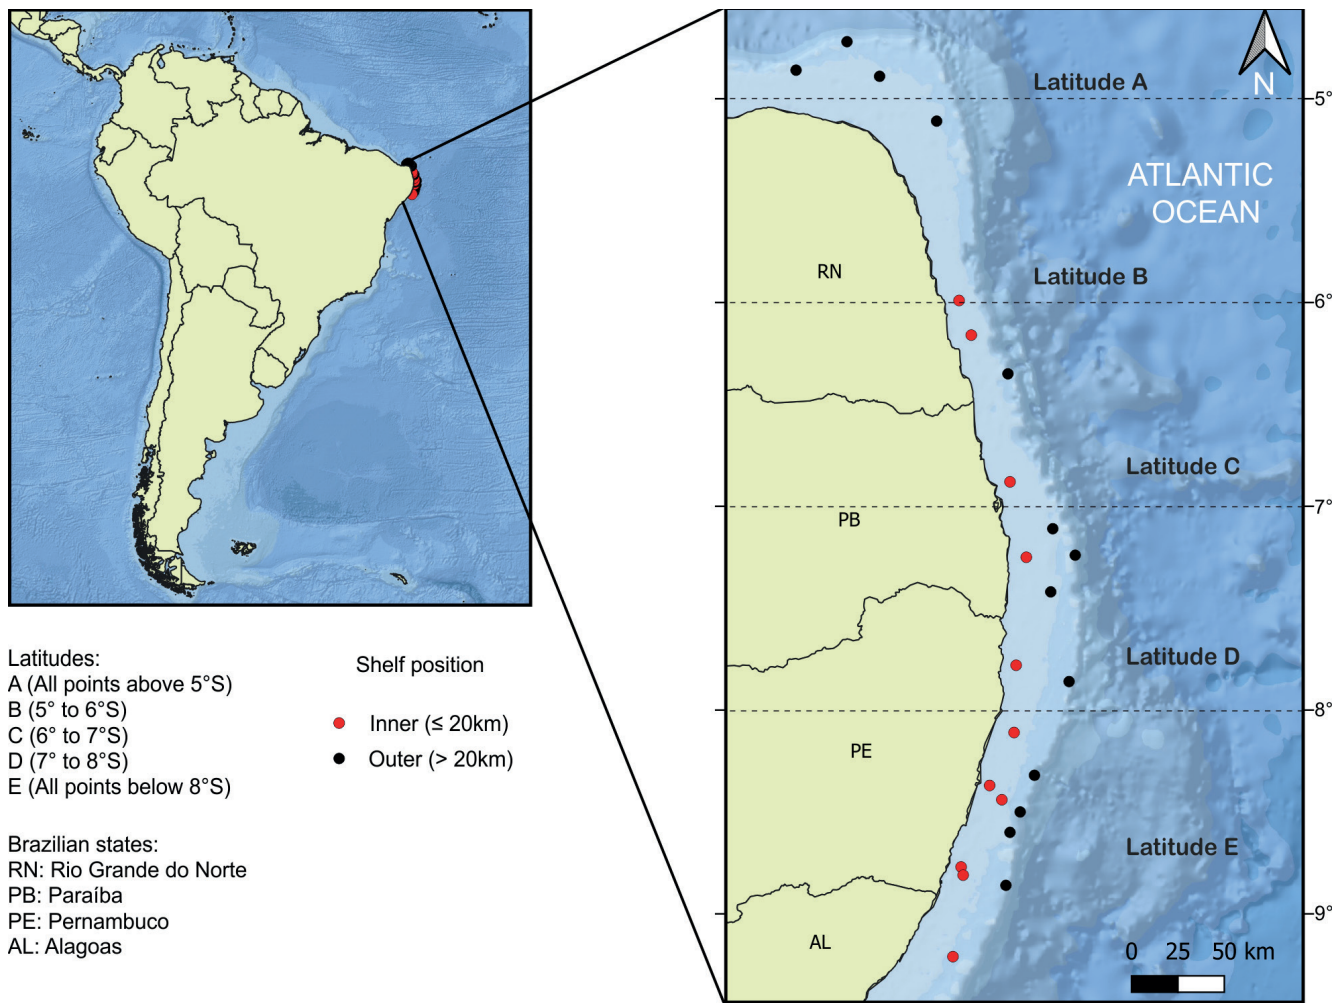 Latitude A
N
5°
ATLANTIC
OCEAN
RN
Latitude B
6°
Latitude C
PB
7°
Latitude D
8°
PE
Latitude E
9°
AL
0 25 50 km
Latitudes:
A (All points above 5°S)
B (5° to 6°S)
C (6° to 7°S)
D (7° to 8°S)
E (All points below 8°S)
Shelf position
Inner (≤ 20km)
Outer (> 20km)
Brazilian states:
RN: Rio Grande do Norte
PB: Paraíba
PE: Pernambuco
AL: Alagoas